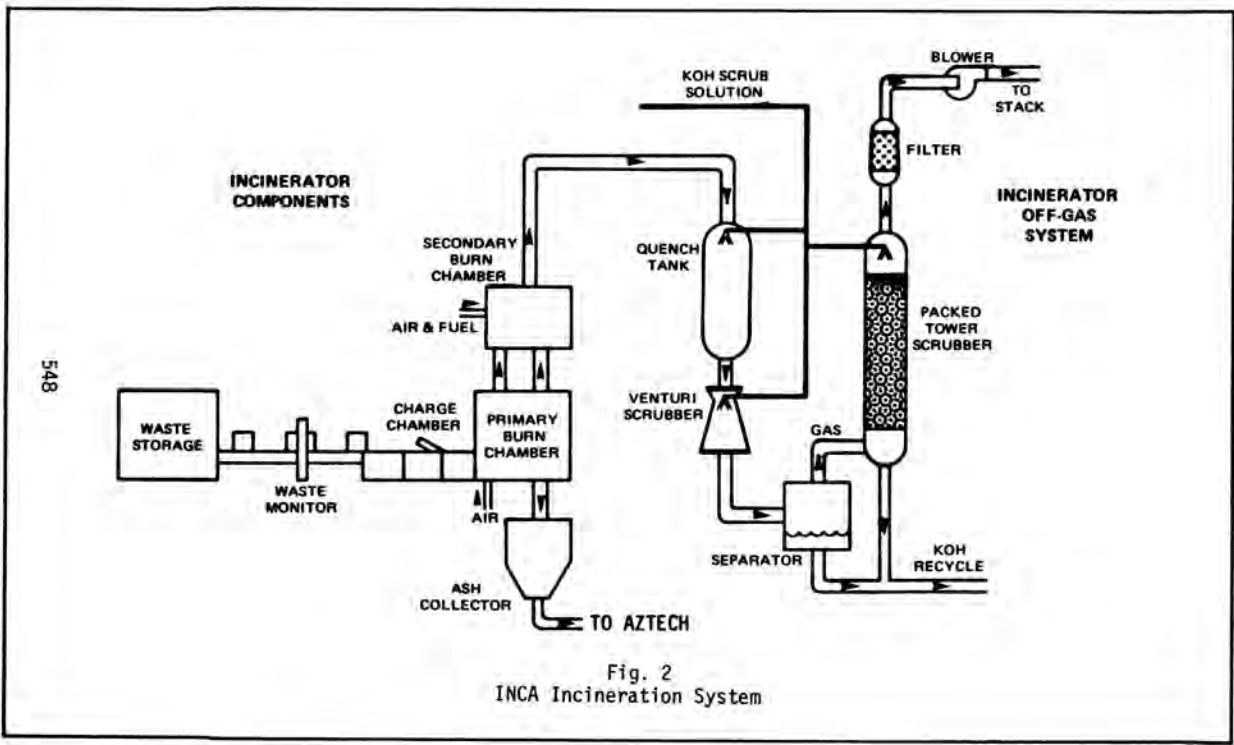 BLOWER
KOH SCRUB
SOLUTION
TO
STACK
FILTER
INCINERATOR
COMPONENTS
INCINERATOR
OFF-GAS
SYSTEM
SECONDARY
BURN
CHAMBER
QUENCH
TANK
AIR & FUEL
PACKED
TOWER
SCRUBBER
548
CHARGE
CHAMBER
VENTURI
SCRUBBER
WASTE
STORAGE
PRIMARY
BURN
CHAMBER
GAS
WASTE
MONITOR
AIR
SEPARATOR
KOH
RECYCLE
ASH
COLLECTOR
TO AZTECH
Fig. 2
INCA Incineration System